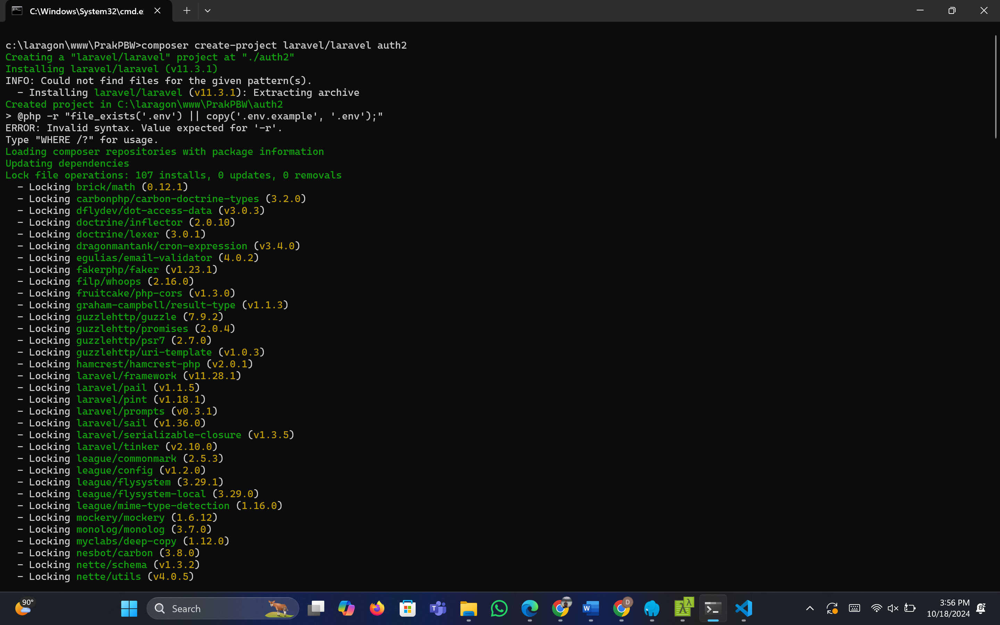 C:\Windows\System32\cmd.e
c:\laragon\www\PrakPBW>composer create-project laravel/laravel auth2
Creating a "laravel/laravel" project at "./auth2"
Installing laravel/laravel (v11.3.1)
INFO: Could not find files for the given pattern(s).
  - Installing laravel/laravel (v11.3.1): Extracting archive
Created project in C:\laragon\www\PrakPBW\auth2
> @php -r "file_exists('.env') || copy('.env.example', '.env');"
ERROR: Invalid syntax. Value expected for '-r'.
Type "WHERE /?" for usage.
Loading composer repositories with package information
Updating dependencies
Lock file operations: 107 installs, 0 updates, 0 removals
  - Locking brick/math (0.12.1)
  - Locking carbonphp/carbon-doctrine-types (3.2.0)
  - Locking dflydev/dot-access-data (v3.0.3)
  - Locking doctrine/inflector (2.0.10)
  - Locking doctrine/lexer (3.0.1)
  - Locking dragonmantank/cron-expression (v3.4.0)
  - Locking egulias/email-validator (4.0.2)
  - Locking fakerphp/faker (v1.23.1)
  - Locking filp/whoops (2.16.0)
  - Locking fruitcake/php-cors (v1.3.0)
  - Locking graham-campbell/result-type (v1.1.3)
  - Locking guzzlehttp/guzzle (7.9.2)
  - Locking guzzlehttp/promises (2.0.4)
  - Locking guzzlehttp/psr7 (2.7.0)
  - Locking guzzlehttp/uri-template (v1.0.3)
  - Locking hamcrest/hamcrest-php (v2.0.1)
  - Locking laravel/framework (v11.28.1)
  - Locking laravel/pail (v1.1.5)
  - Locking laravel/pint (v1.18.1)
  - Locking laravel/prompts (v0.3.1)
  - Locking laravel/sail (v1.36.0)
  - Locking laravel/serializable-closure (v1.3.5)
  - Locking laravel/tinker (v2.10.0)
  - Locking league/commonmark (2.5.3)
  - Locking league/config (v1.2.0)
  - Locking league/flysystem (3.29.1)
  - Locking league/flysystem-local (3.29.0)
  - Locking league/mime-type-detection (1.16.0)
  - Locking mockery/mockery (1.6.12)
  - Locking monolog/monolog (3.7.0)
  - Locking myclabs/deep-copy (1.12.0)
  - Locking nesbot/carbon (3.8.0)
  - Locking nette/schema (v1.3.2)
  - Locking nette/utils (v4.0.5)
90°
Search
3:56 PM
10/18/2024